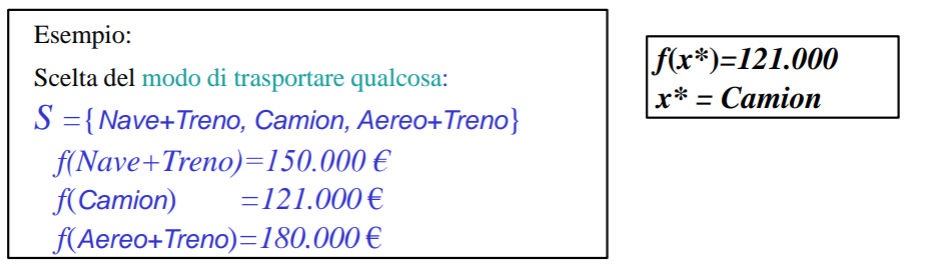 Esempio:
Scelta del modo di trasportare qualcosa:
S ={Nave+Treno, Camion, Aereo+Treno}
f(Nave+Treno)=150.000 €
f(Camion) =121.000 €
f(Aereo+Treno)=180.000 €
f(x*)=121.000
x* = Camion